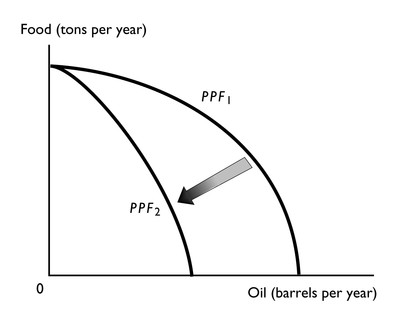 Food (tons per year)
PPF1
PPF2
0
Oil (barrels per year)